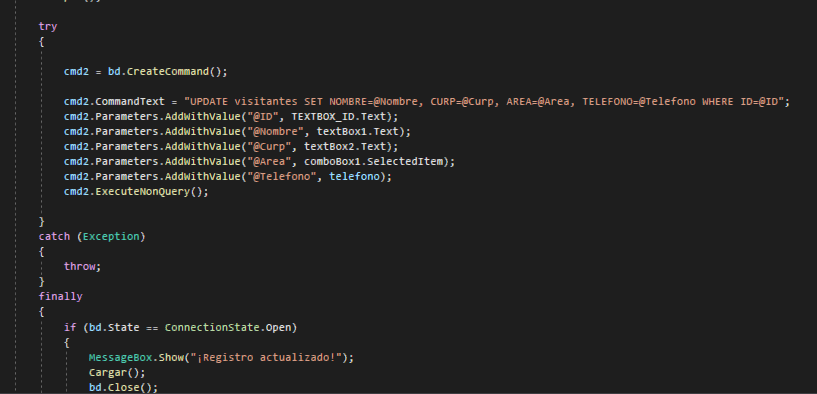 try
{
cmd2 = bd.CreateCommand();
cmd2.CommandText = "UPDATE visitantes SET NOMBRE=@Nombre, CURP=@Curp, AREA=@Area, TELEFONO=@Telefono WHERE ID=@ID";
cmd2.Parameters.AddWithValue("@ID", TEXTBOX_ID.Text);
cmd2.Parameters.AddWithValue("@Nombre", textBox1.Text);
cmd2.Parameters.AddWithValue("@Curp", textBox2.Text);
cmd2.Parameters.AddWithValue("@Area", comboBox1.SelectedItem);
cmd2.Parameters.AddWithValue("@Telefono", telefono);
cmd2.ExecuteNonQuery();
}
catch (Exception)
{
throw;
}
finally
{
if (bd.State == ConnectionState.Open)
{
MessageBox.Show("¡Registro actualizado!");
Cargar();
bd.Close();